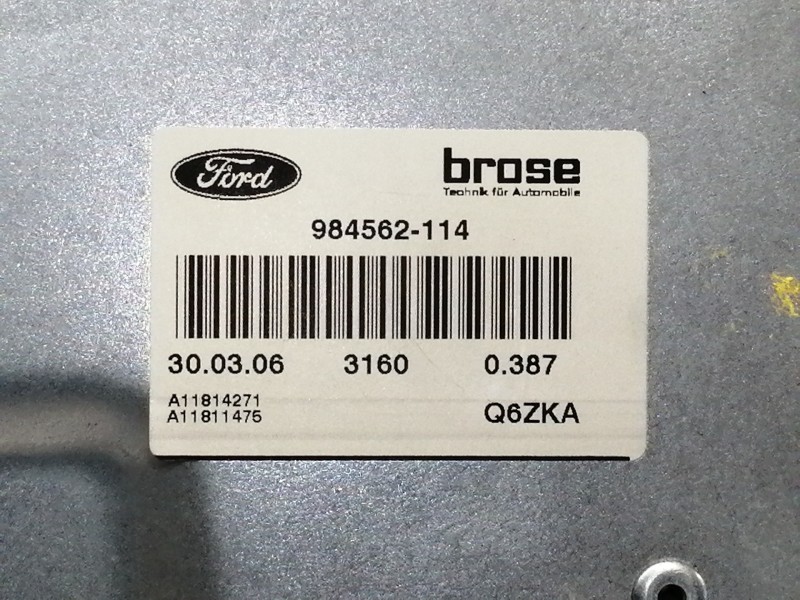 Ford
brose
Technik für Automobile
984562-114
30.03.06 3160 0.387
A11814271
A11811475
Q6ZKA